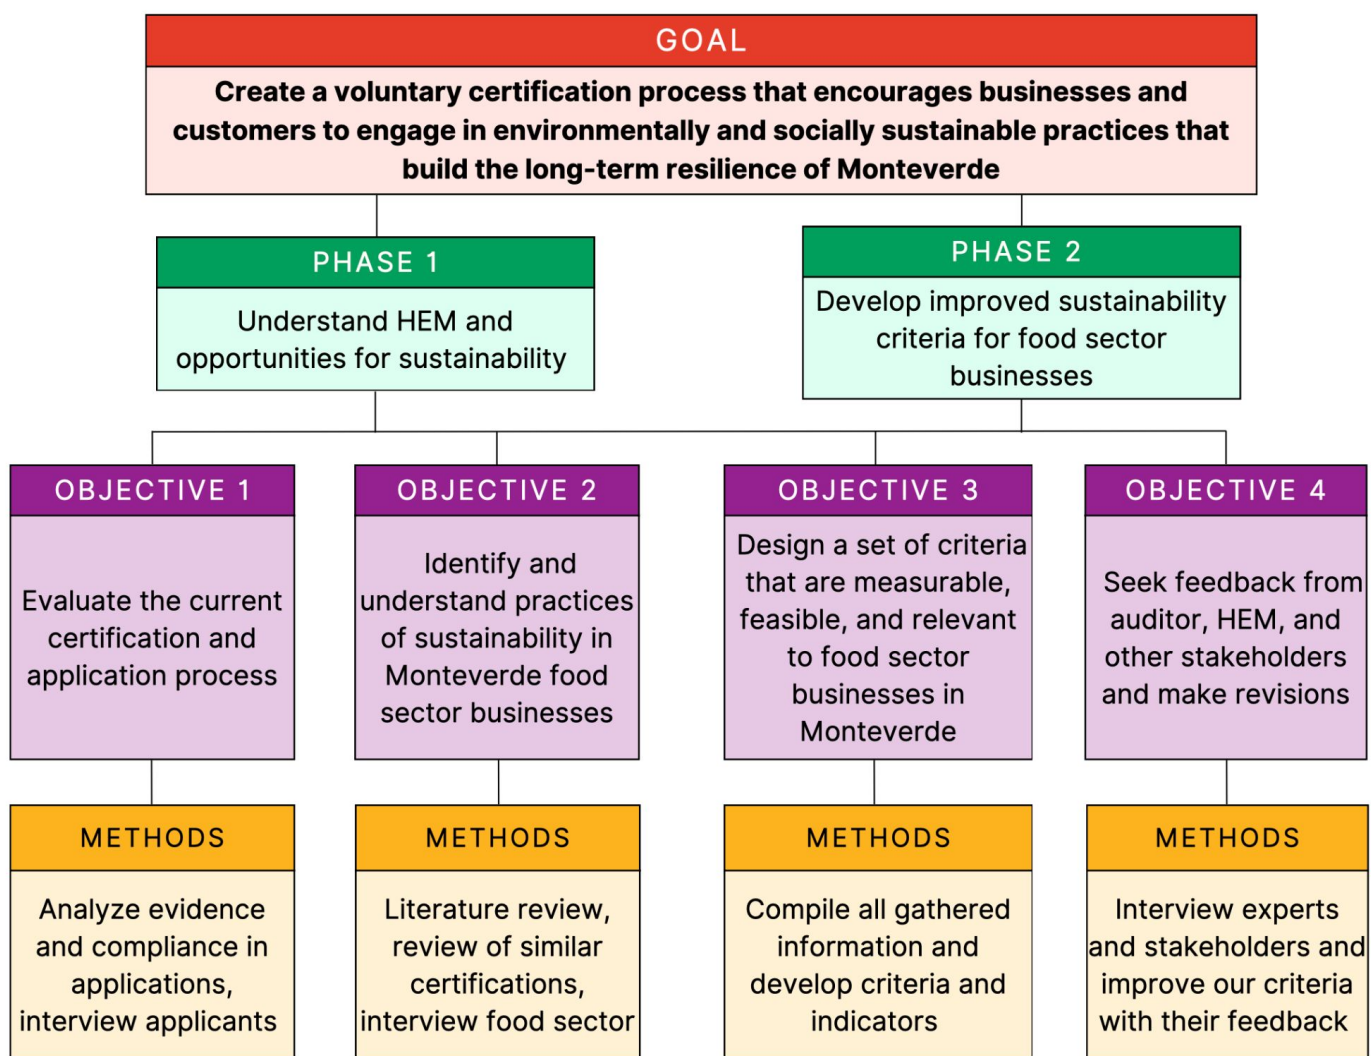 GOAL
Create a voluntary certification process that encourages businesses and
customers to engage in environmentally and socially sustainable practices that
build the long-term resilience of Monteverde
PHASE 1
Understand HEM and
opportunities for sustainability
PHASE 2
Develop improved sustainability
criteria for food sector
businesses
OBJECTIVE 1
Evaluate the current
certification and
application process
OBJECTIVE 2
Identify and
understand practices
of sustainability in
Monteverde food
sector businesses
OBJECTIVE 3
Design a set of criteria
that are measurable,
feasible, and relevant
to food sector
businesses in
Monteverde
OBJECTIVE 4
Seek feedback from
auditor, HEM, and
other stakeholders
and make revisions
METHODS
Analyze evidence
and compliance in
applications,
interview applicants
METHODS
Literature review,
review of similar
certifications,
interview food sector
METHODS
Compile all gathered
information and
develop criteria and
indicators
METHODS
Interview experts
and stakeholders and
improve our criteria
with their feedback